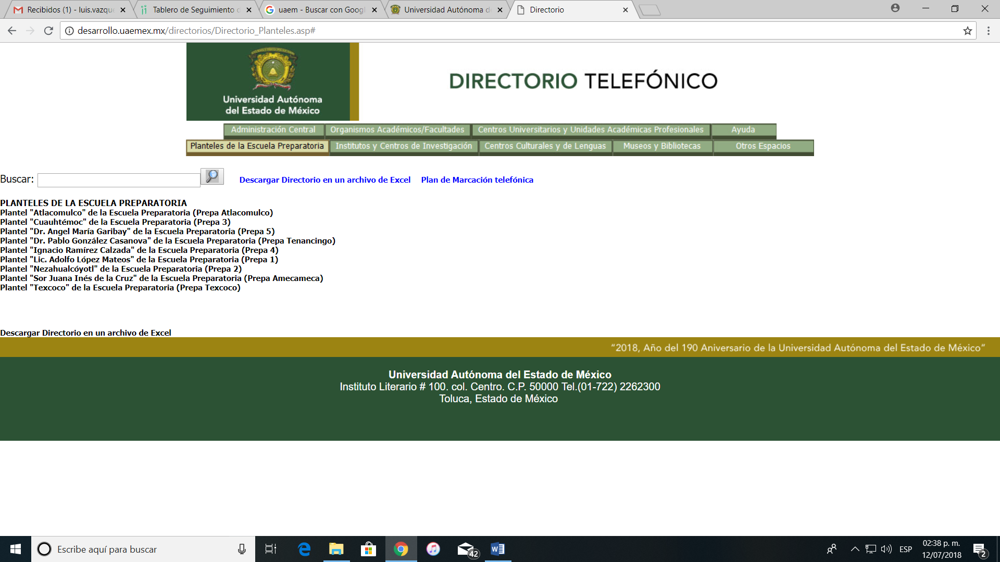 Recibidos (1) - luis.vazque
Tablero de Seguimiento
uaem - Buscar con Goog
Universidad Autónoma d
Directorio
desarrollo.uaemex.mx/directorios/Directorio_Planteles.asp#
Universidad Autónoma
del Estado de México
DIRECTORIO TELEFÓNICO
Administración Central
Organismos Académicos/Facultades
Centros Universitarios y Unidades Académicas Profesionales
Ayuda
Planteles de la Escuela Preparatoria
Institutos y Centros de Investigación
Centros Culturales y de Lenguas
Museos y Bibliotecas
Otros Espacios
Buscar:
Descargar Directorio en un archivo de Excel
Plan de Marcación telefónica
PLANTELES DE LA ESCUELA PREPARATORIA
Plantel "Atlacomulco" de la Escuela Preparatoria (Prepa Atlacomulco)
Plantel "Cuauhtémoc" de la Escuela Preparatoria (Prepa 3)
Plantel "Dr. Angel María Garibay" de la Escuela Preparatoria (Prepa 5)
Plantel "Dr. Pablo González Casanova" de la Escuela Preparatoria (Prepa Tenancingo)
Plantel "Ignacio Ramírez Calzada" de la Escuela Preparatoria (Prepa 4)
Plantel "Lic. Adolfo López Mateos" de la Escuela Preparatoria (Prepa 1)
Plantel "Nezahualcóyotl" de la Escuela Preparatoria (Prepa 2)
Plantel "Sor Juana Inés de la Cruz" de la Escuela Preparatoria (Prepa Amecameca)
Plantel "Texcoco" de la Escuela Preparatoria (Prepa Texcoco)
Descargar Directorio en un archivo de Excel
“2018, Año del 190 Aniversario de la Universidad Autónoma del Estado de México”
Universidad Autónoma del Estado de México
Instituto Literario # 100. col. Centro. C.P. 50000 Tel.(01-722) 2262300
Toluca, Estado de México
Escribe aquí para buscar
42
ESP
02:38 p. m.
12/07/2018
2